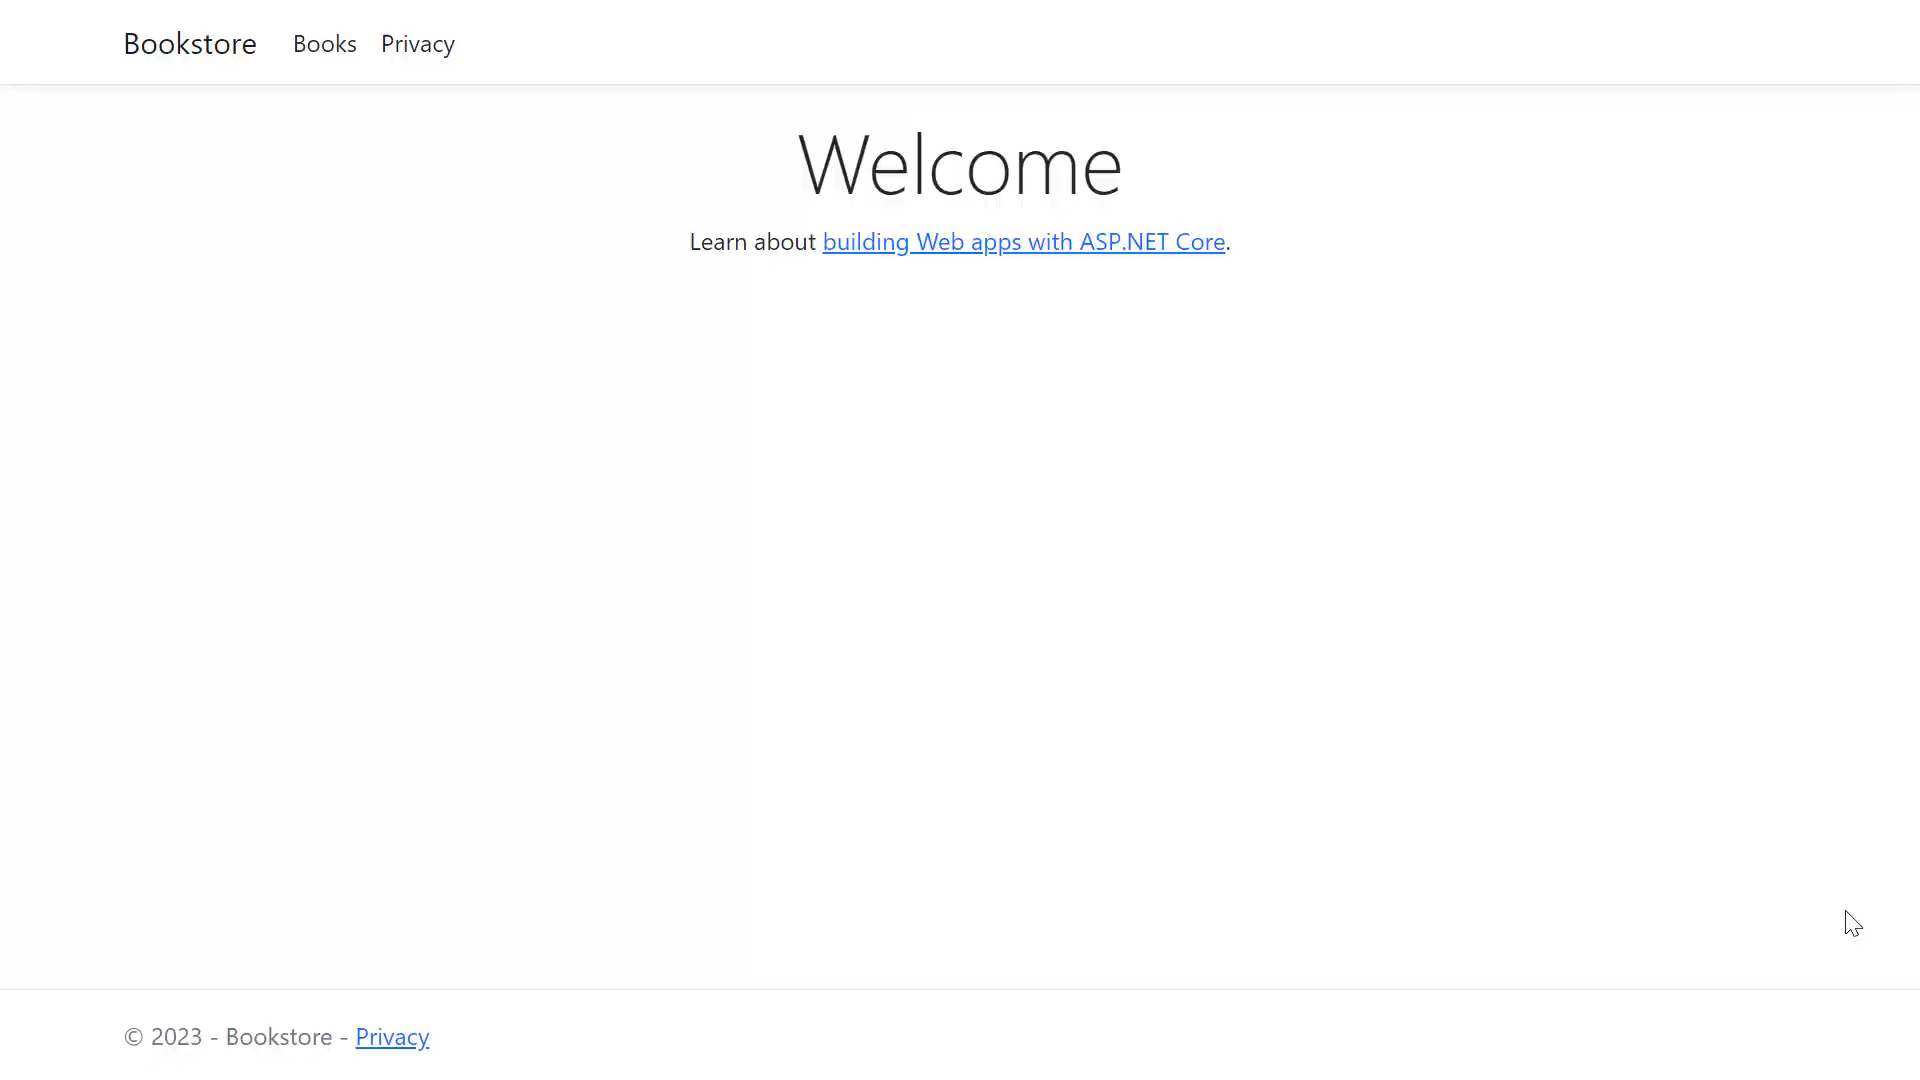 Bookstore Books Privacy
Welcome
Learn about building Web apps with ASP.NET Core.
© 2023 - Bookstore - Privacy